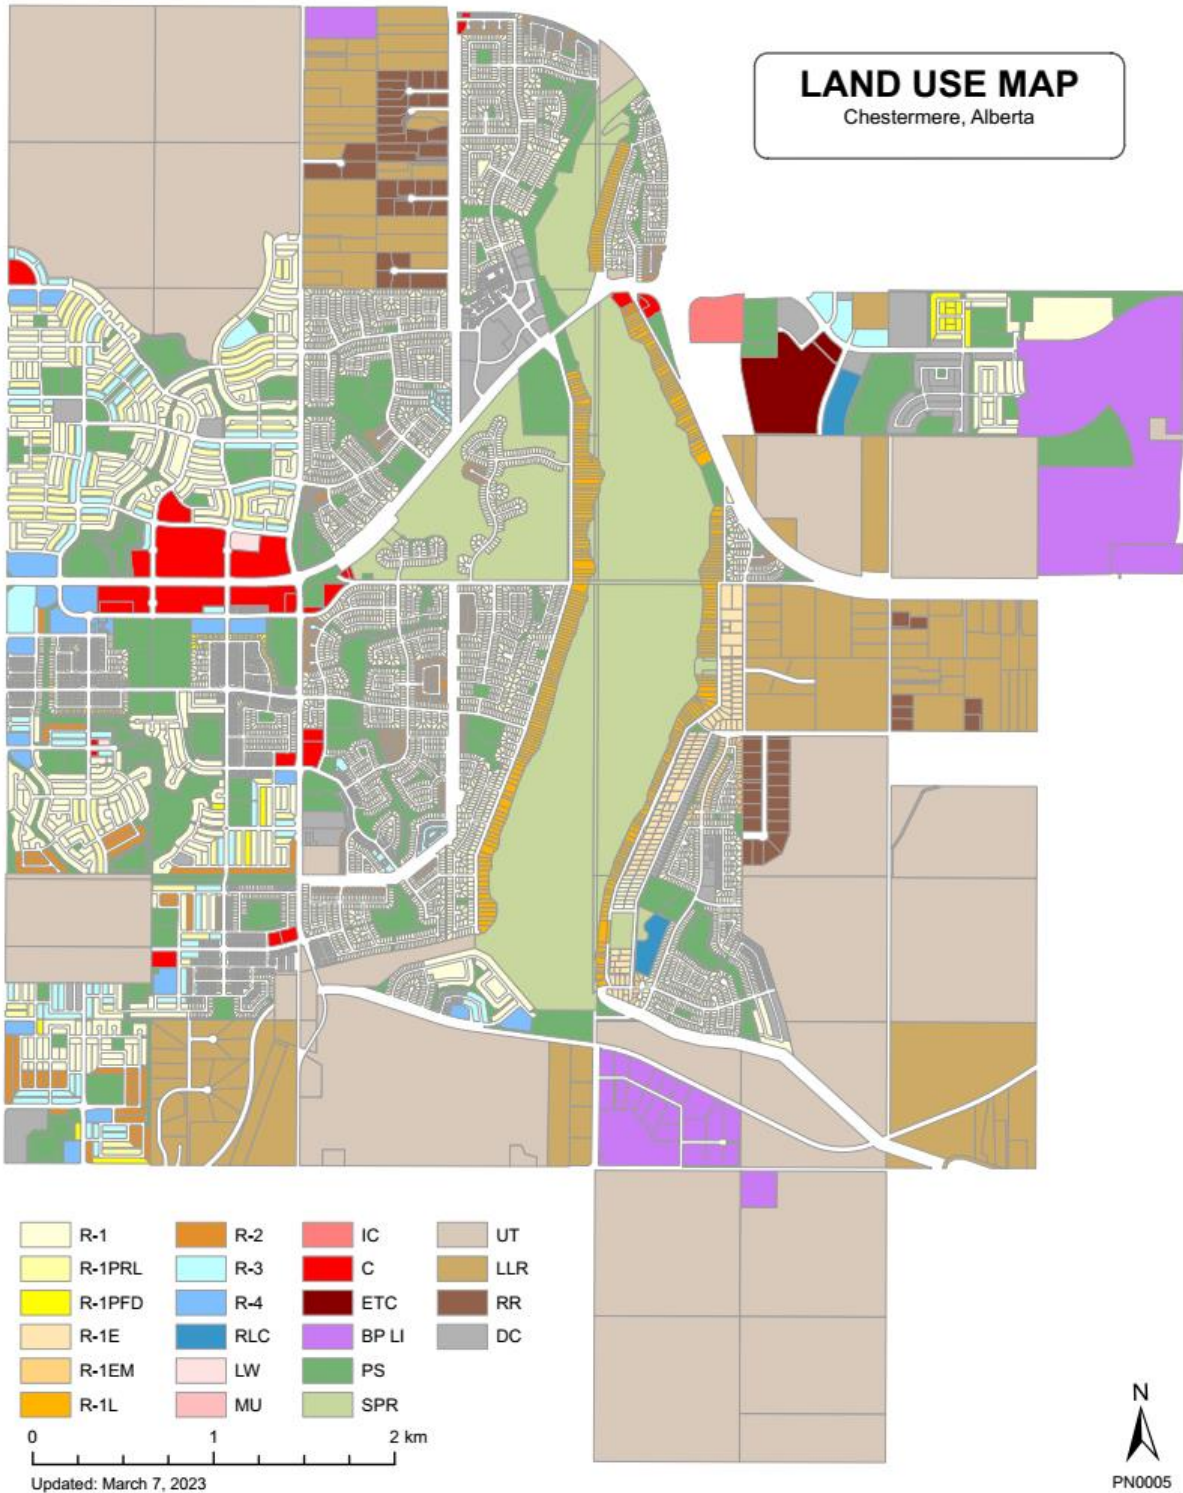 LAND USE MAP
Chestermere, Alberta
R-1
R-1PRL
R-1PFD
R-1E
R-1EM
R-1L
R-2
R-3
R-4
RLC
LW
MU
IC
C
ETC
BP LI
PS
SPR
UT
LLR
RR
DC
0 1 2 km
Updated: March 7, 2023
N
PN0005